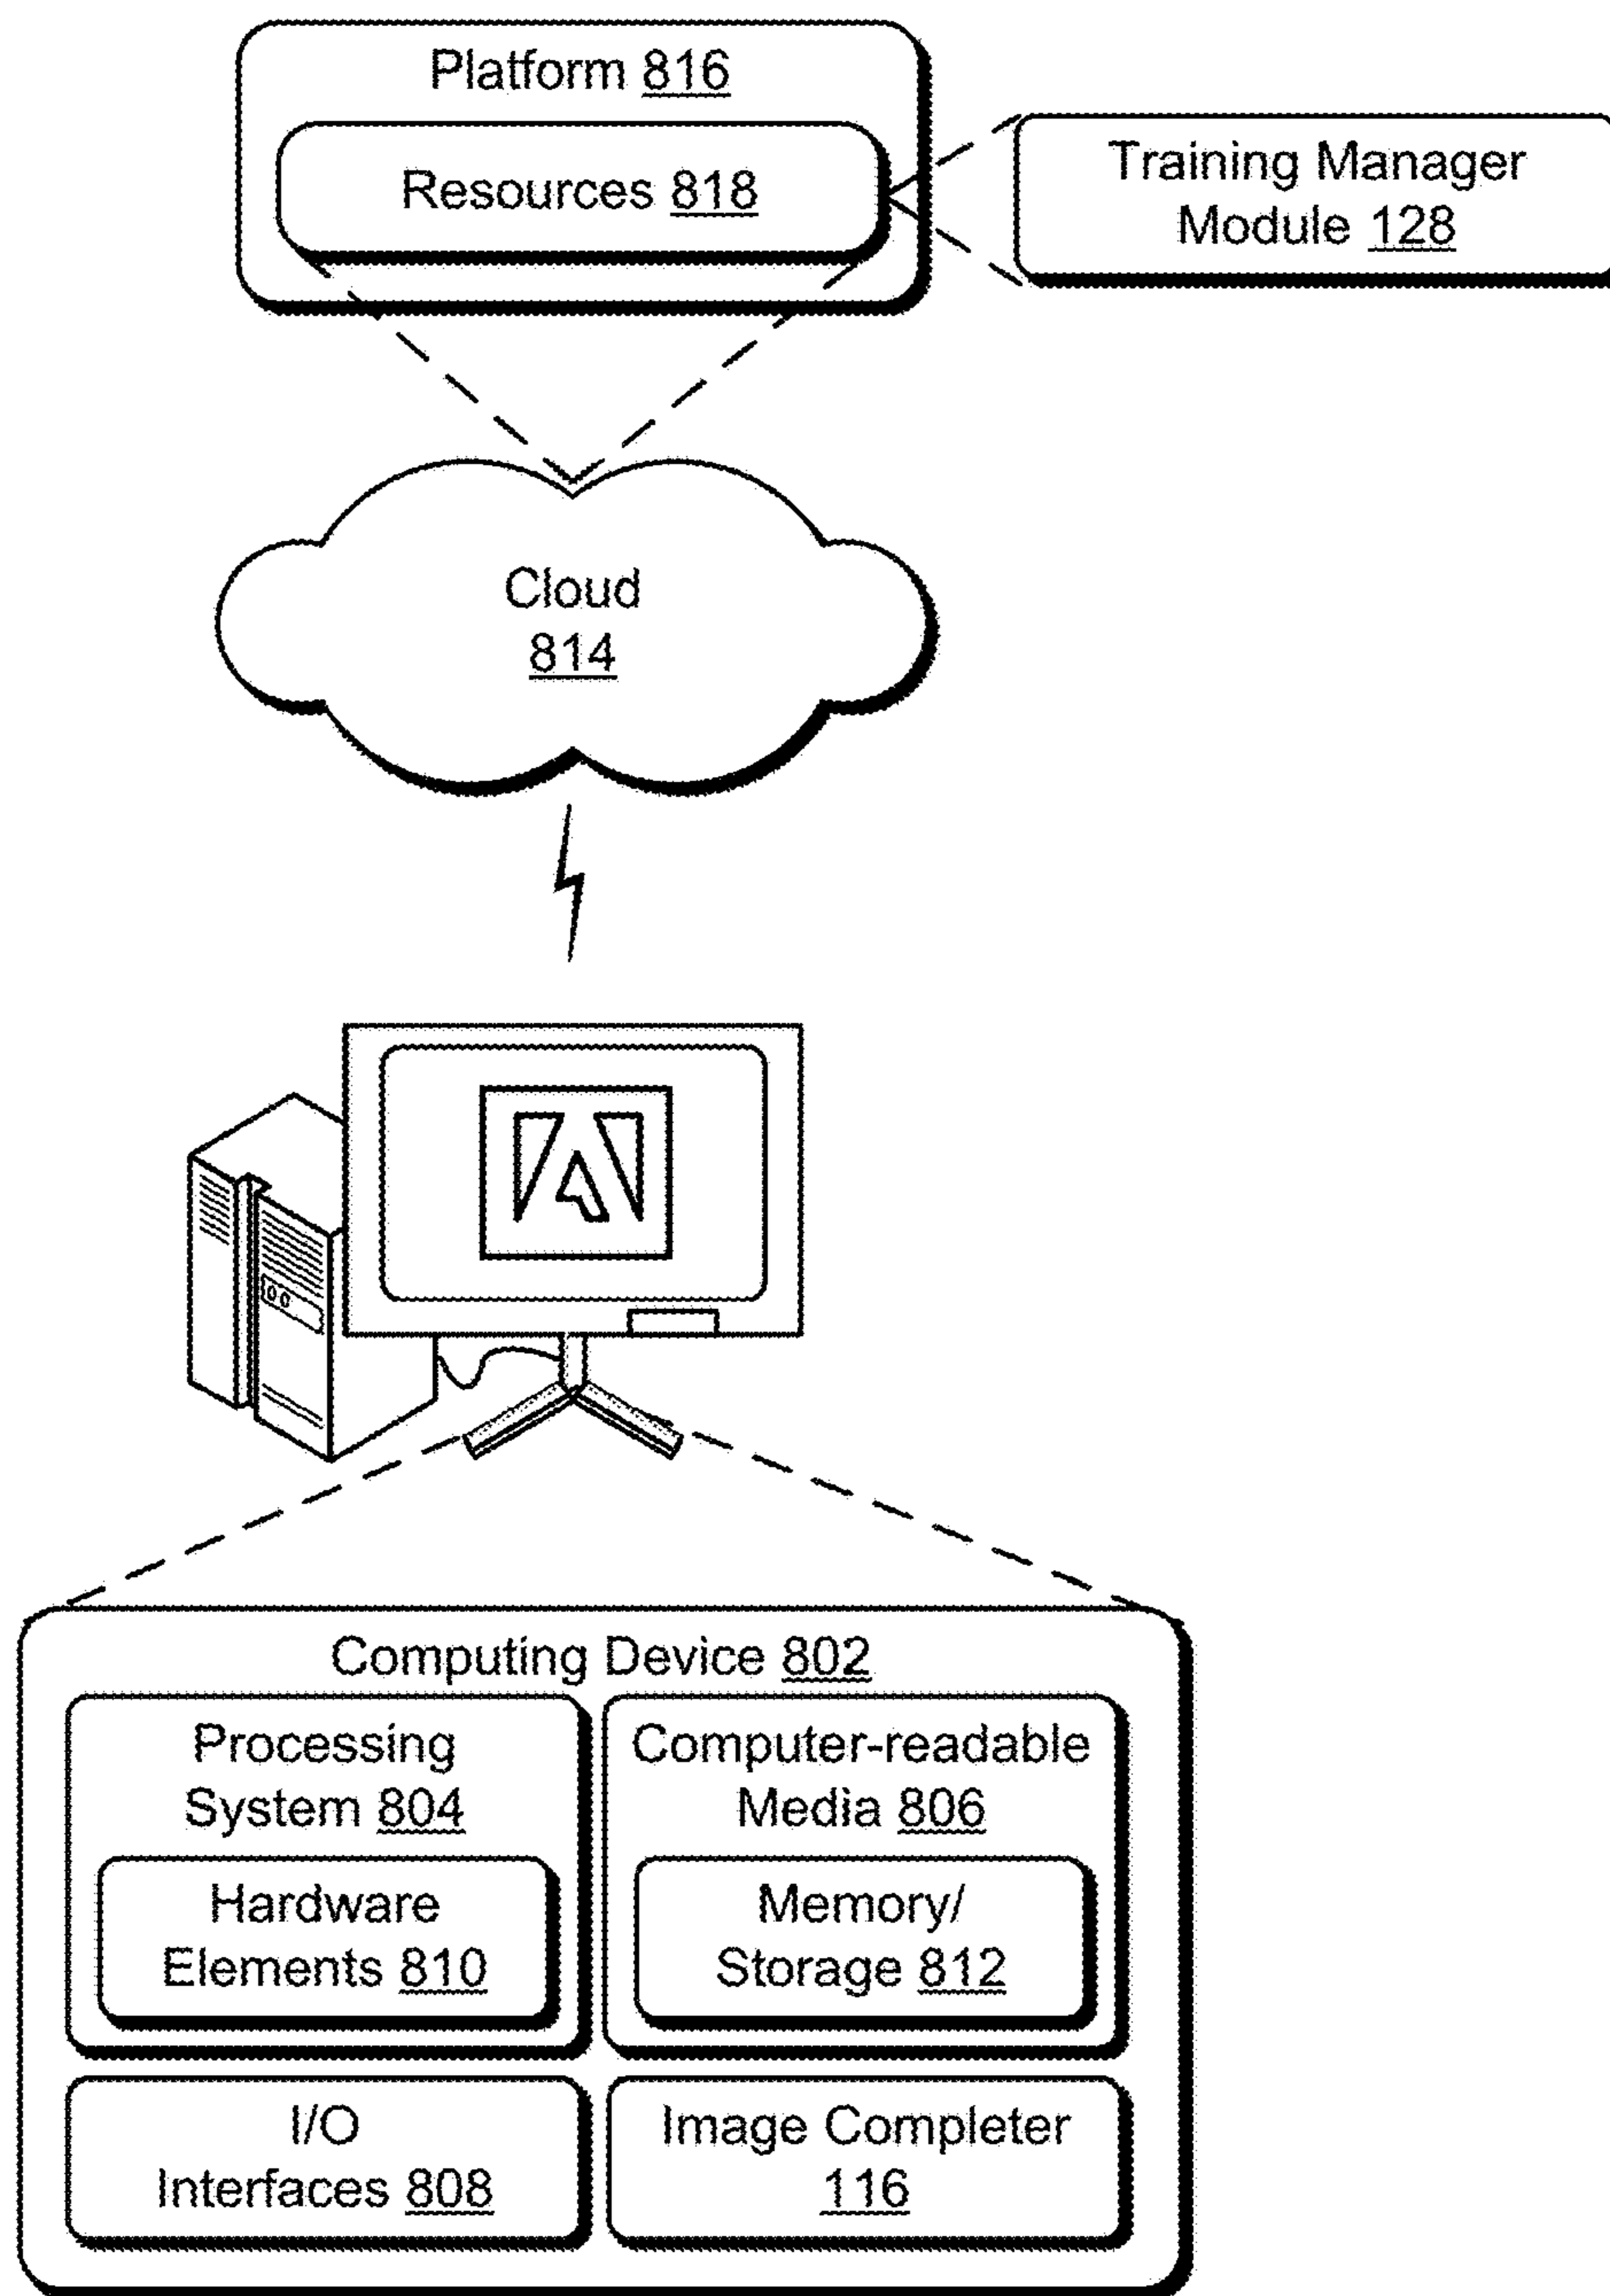 Platform 816
Resources 818
Training Manager
Module 128
Cloud
814
Computing Device 802
Processing
System 804
Hardware
Elements 810
Computer-readable
Media 806
Memory/
Storage 812
I/O
Interfaces 808
Image Completer
116